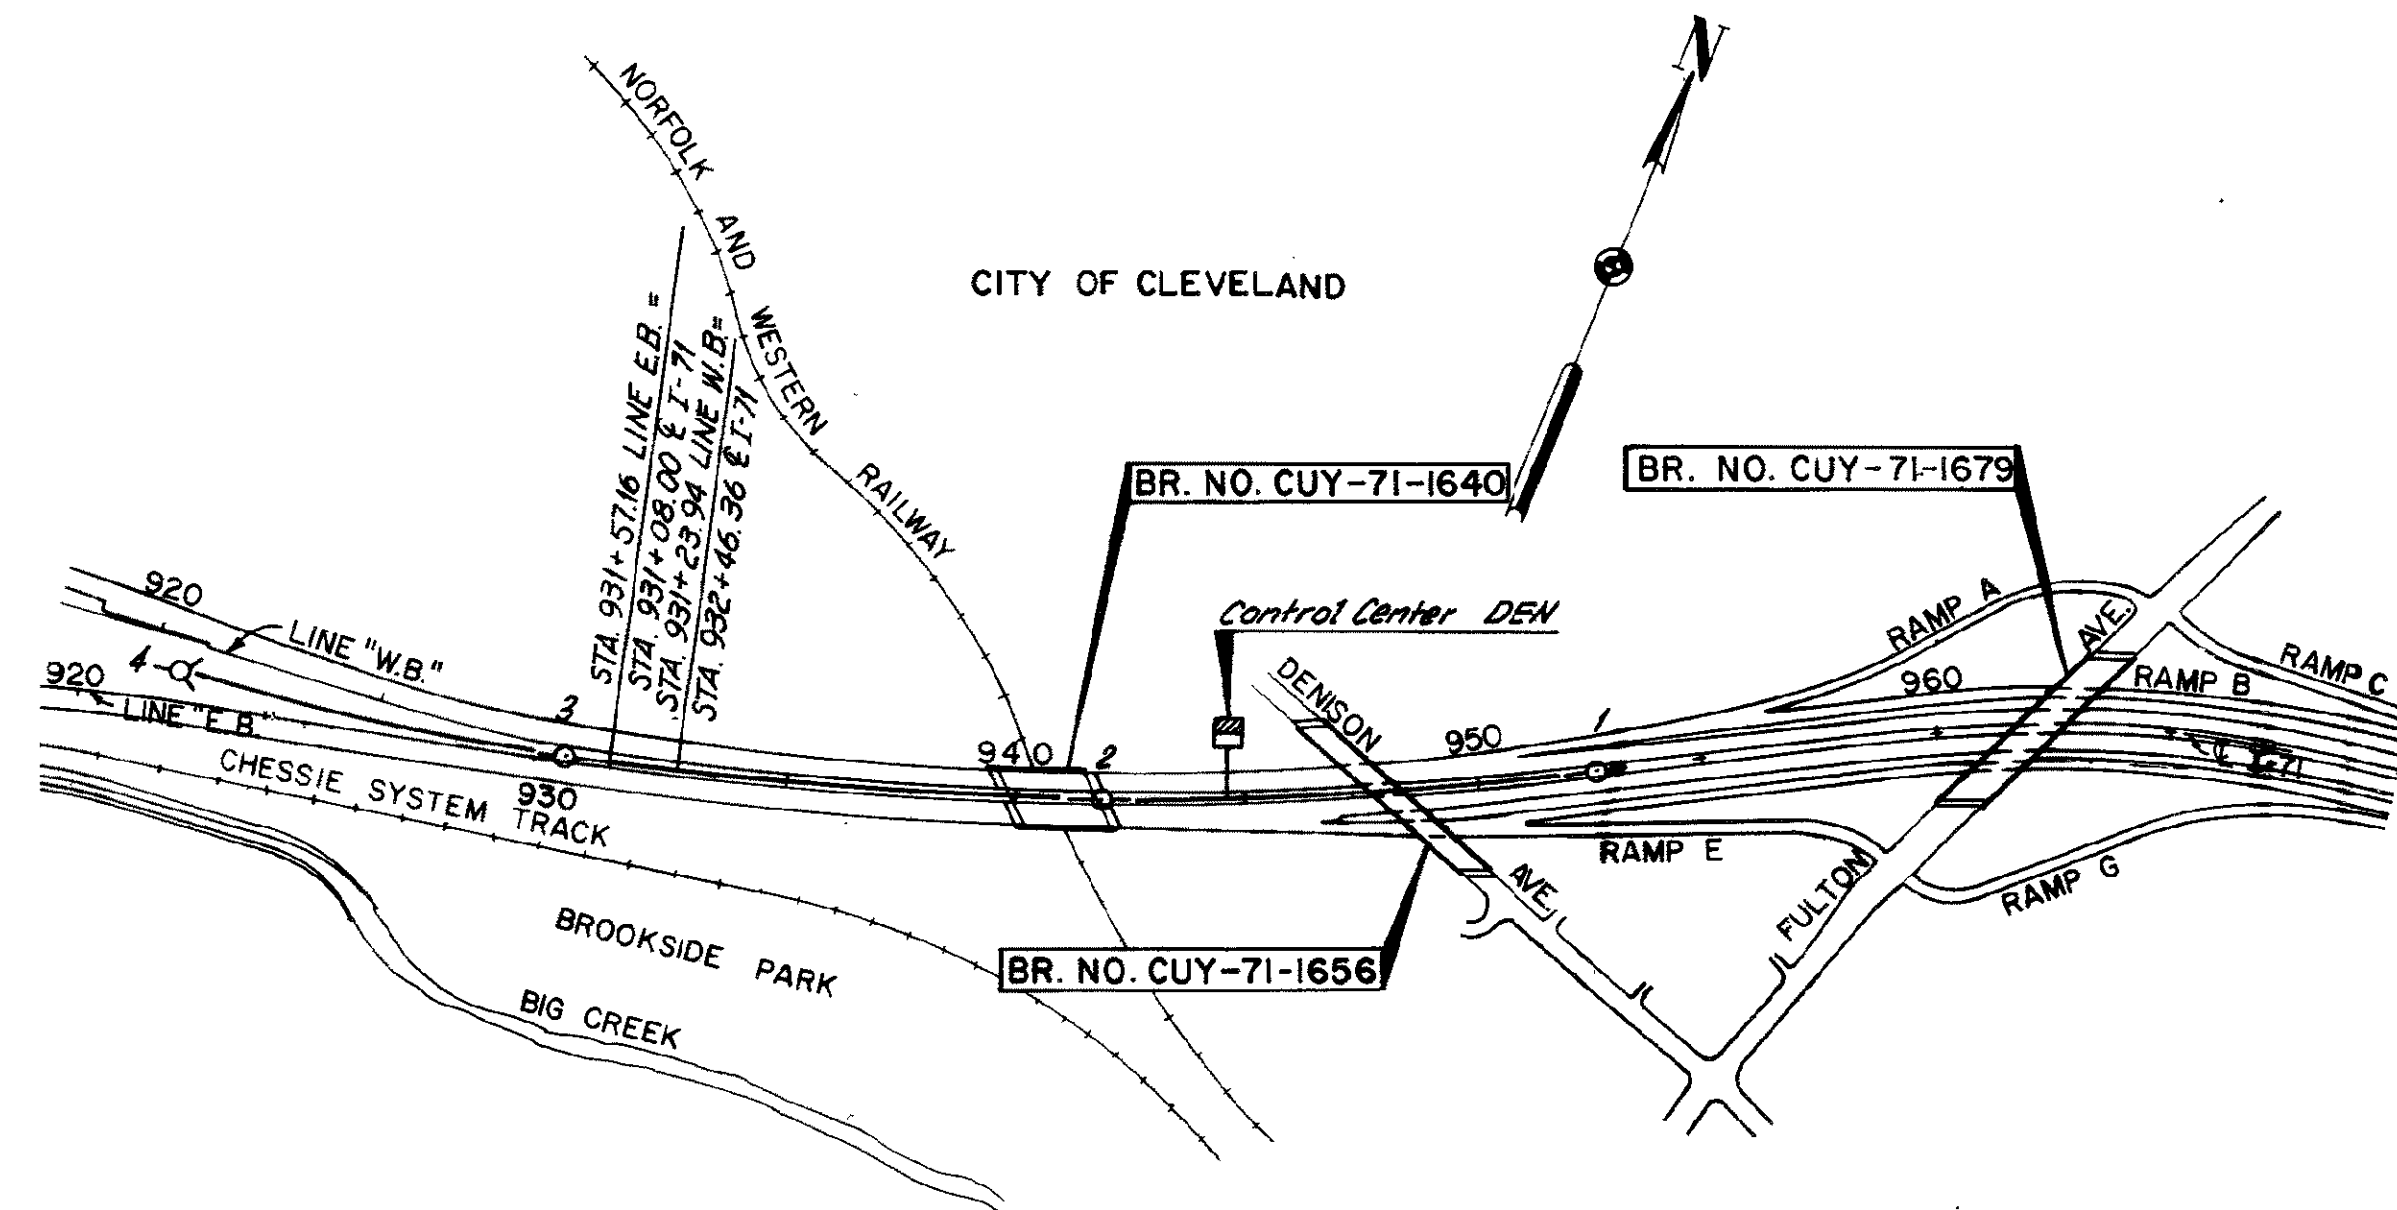 N
NORFOLK AND WESTERN RAILWAY
CITY OF CLEVELAND
STA. 931+57.16 LINE E.B. =
STA. 931+08.00 ℄ I-71
STA. 931+23.94 LINE W.B.=
STA. 932+46.36 ℄ I-71
BR. NO. CUY-71-1640
BR. NO. CUY-71-1679
Control Center DEN
920
LINE "W.B."
4
920
LINE "E.B."
3
940
2
DENISON AVE.
950
1
RAMP A
960
FULTON AVE.
RAMP B
RAMP C
℄ I-71
CHESSIE SYSTEM TRACK
930
RAMP E
RAMP G
BROOKSIDE PARK
BR. NO. CUY-71-1656
BIG CREEK